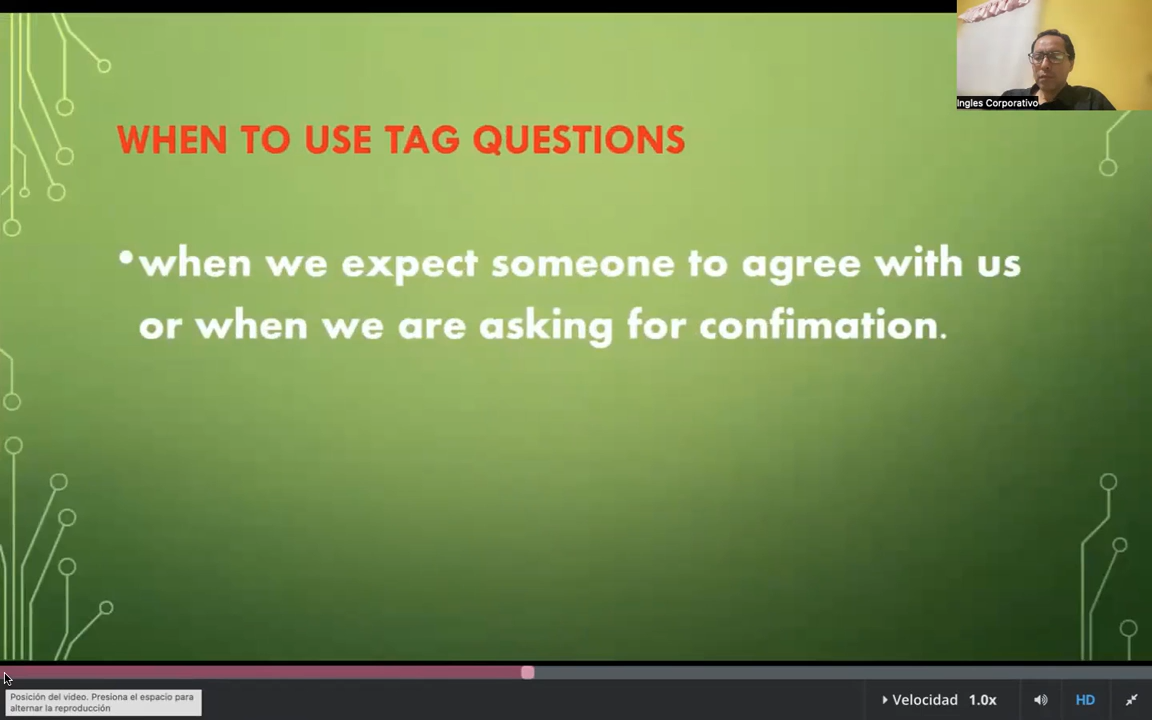 Ingles Corporativo
WHEN TO USE TAG QUESTIONS
•when we expect someone to agree with us
or when we are asking for confimation.
Posición del video. Presiona el espacio para
alternar la reproducción
Velocidad 1.0x
HD